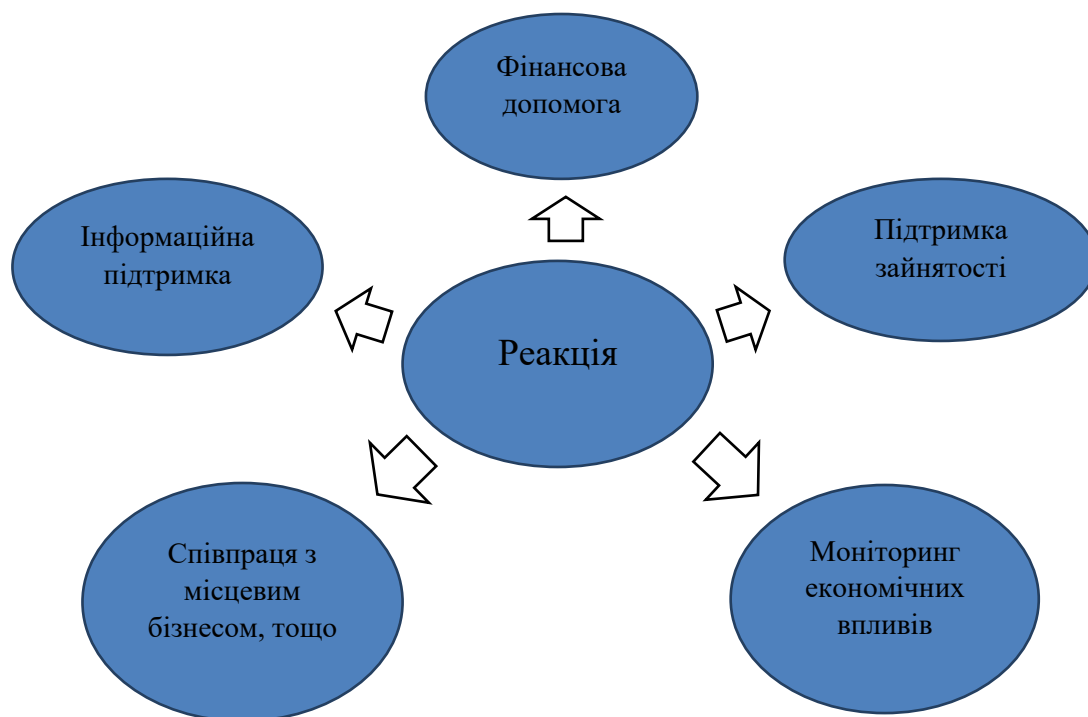 Фінансова
допомога
Інформаційна
підтримка
Підтримка
зайнятості
Реакція
Співпраця з
місцевим
бізнесом, тощо
Моніторинг
економічних
впливів